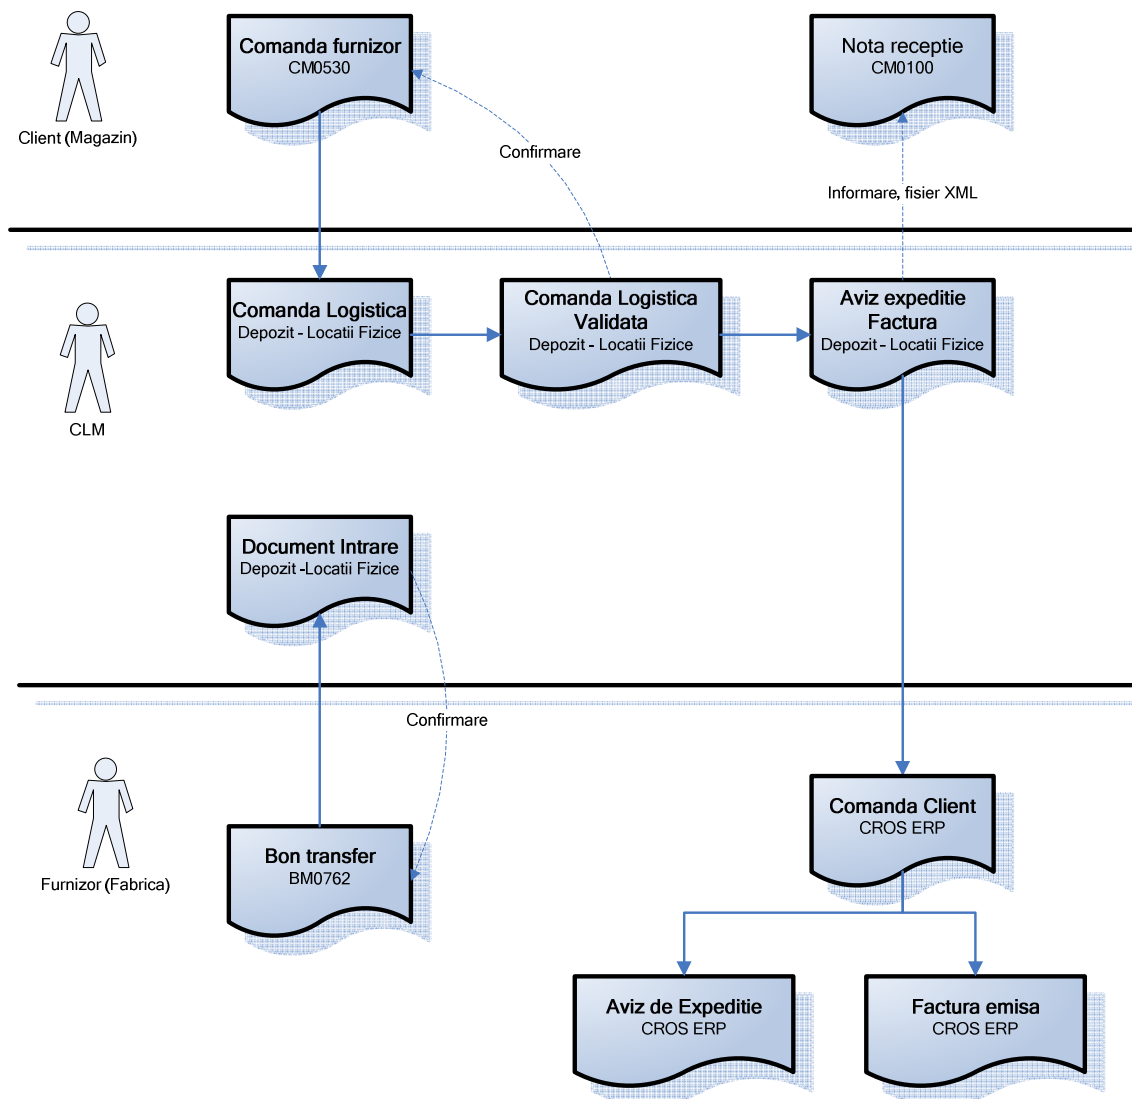 Comanda furnizor
CM0530
Nota receptie
CM0100
Client (Magazin)
Confirmare
Informare, fisier XML
Comanda Logistica
Depozit - Locatii Fizice
Comanda Logistica
Validata
Depozit - Locatii Fizice
Aviz expeditie
Factura
Depozit - Locatii Fizice
CLM
Document Intrare
Depozit -Locatii Fizice
Confirmare
Furnizor (Fabrica)
Bon transfer
BM0762
Comanda Client
CROS ERP
Aviz de Expeditie
CROS ERP
Factura emisa
CROS ERP